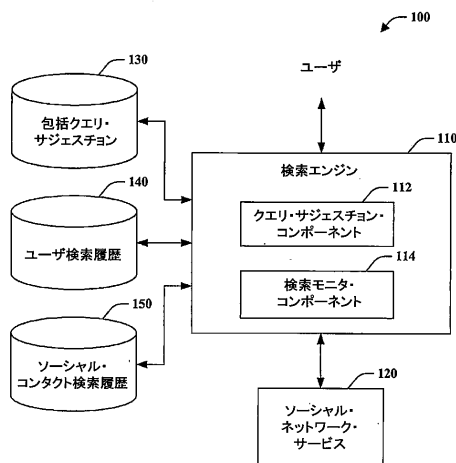 100
ユーザ
130
包括クエリ・
サジェスチョン
110
検索エンジン
140
112
クエリ・サジェスチョン・
コンポーネント
ユーザ検索履歴
114
検索モニタ・
コンポーネント
150
ソーシャル・
コンタクト検索履歴
120
ソーシャル・
ネットワーク・
サービス